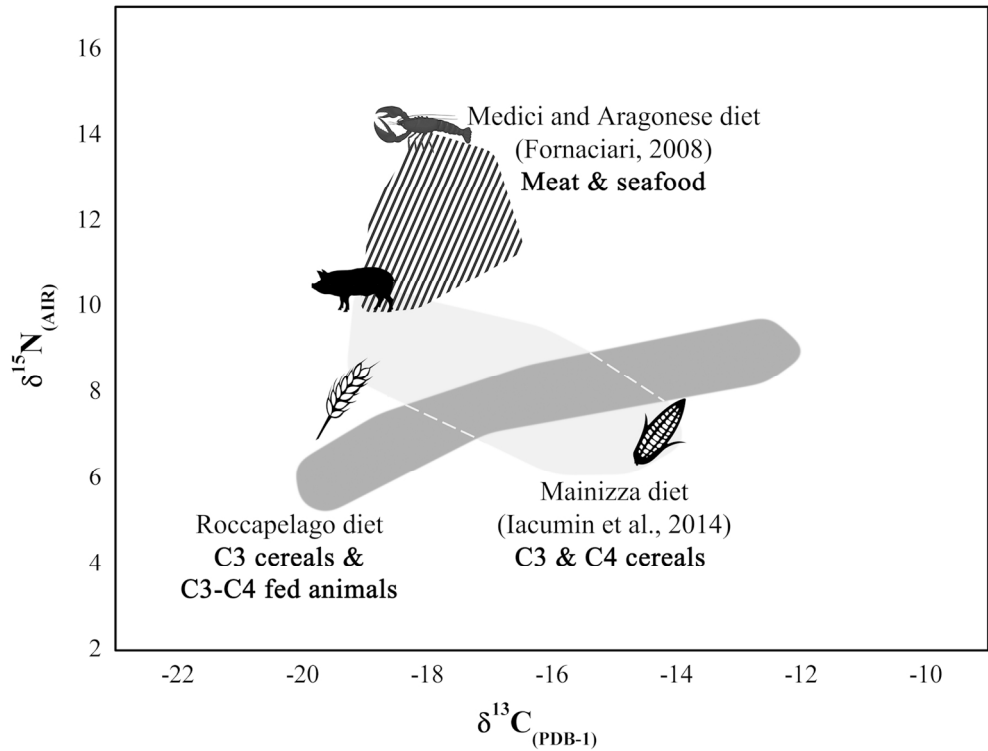 16
14
12
10
8
6
4
2
δ15N(AIR)
Medici and Aragonese diet
(Fornaciari, 2008)
Meat & seafood
Roccapelago diet
C3 cereals &
C3-C4 fed animals
Mainizza diet
(Iacumin et al., 2014)
C3 & C4 cereals
-22 -20 -18 -16 -14 -12 -10
δ13C(PDB-1)